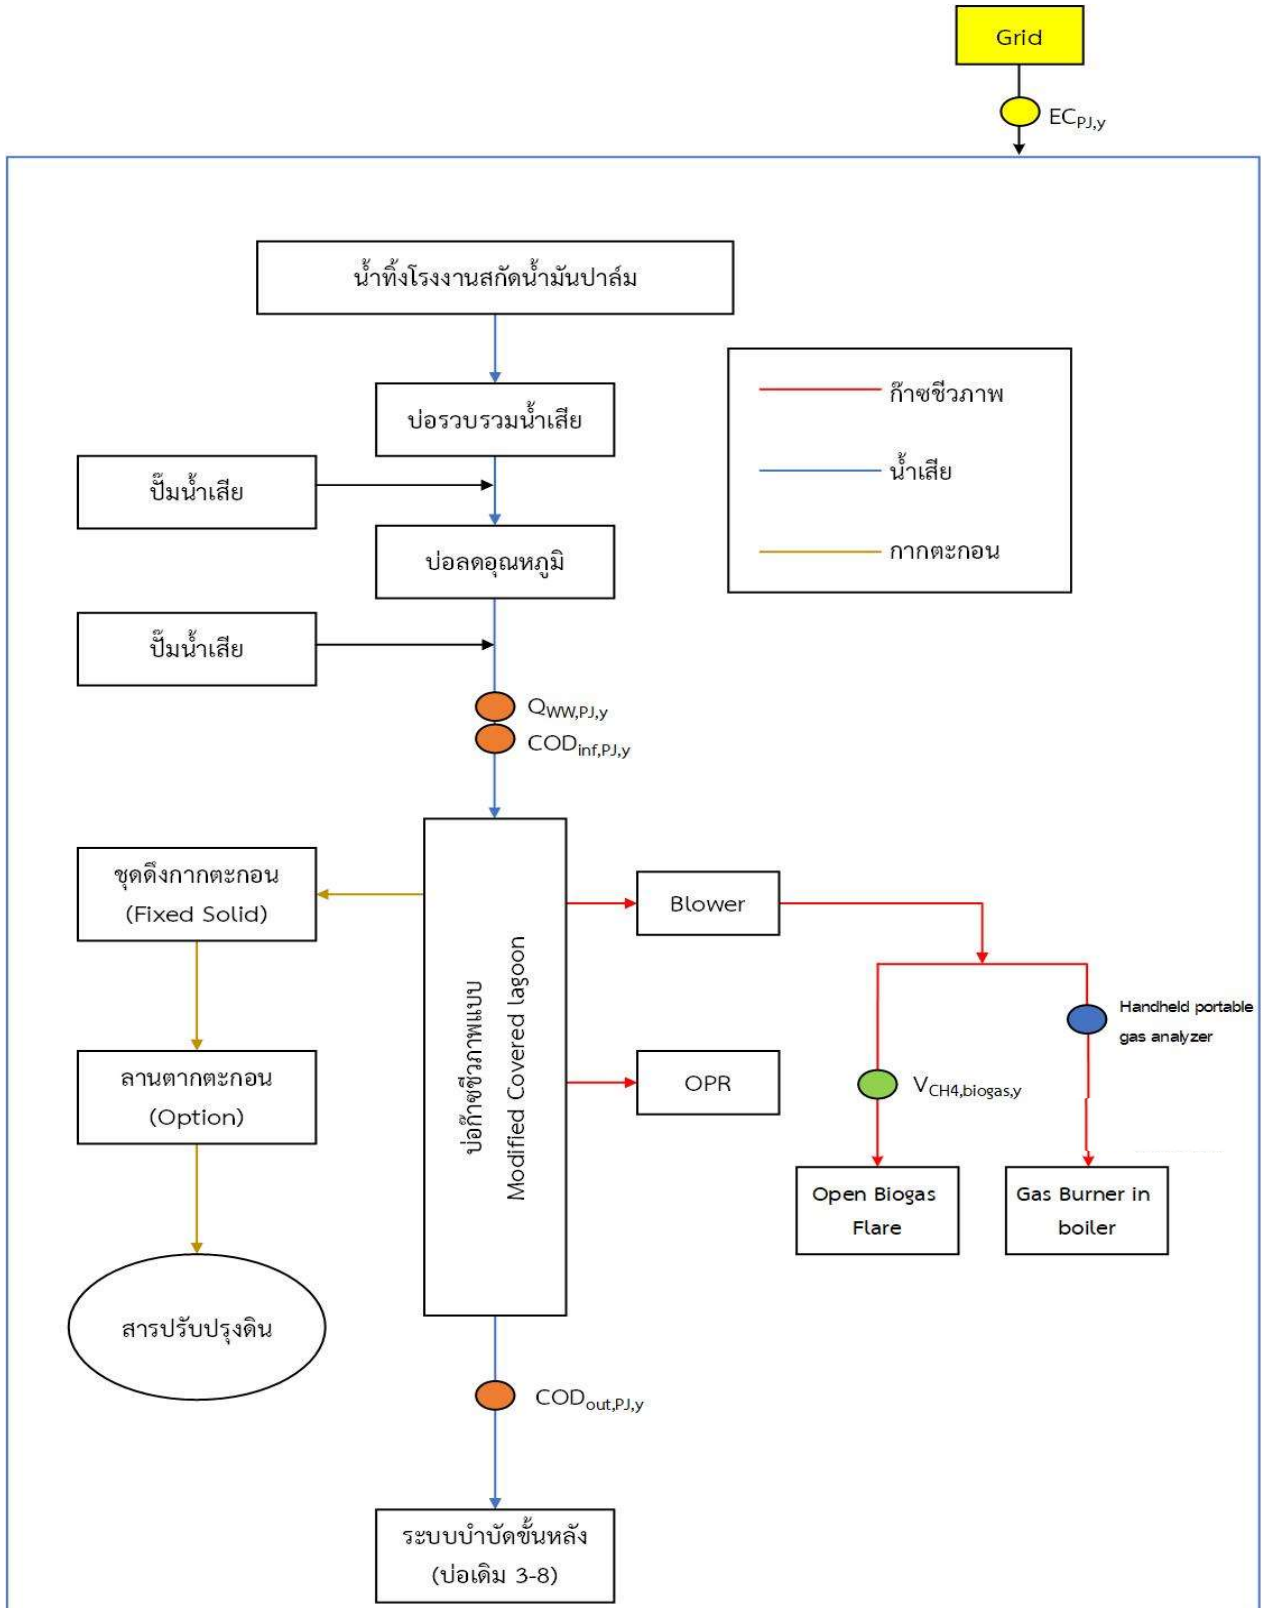 Grid
EC_PJ,y
น้ำทิ้งโรงงานสกัดน้ำมันปาล์ม
บ่อรวบรวมน้ำเสีย
ก๊าซชีวภาพ
น้ำเสีย
กากตะกอน
ปั๊มน้ำเสีย
บ่อลดอุณหภูมิ
ปั๊มน้ำเสีย
Q_WW,PJ,y
COD_inf,PJ,y
ชุดดึงกากตะกอน
(Fixed Solid)
บ่อก๊าซชีวภาพแบบ
Modified Covered lagoon
Blower
Handheld portable
gas analyzer
ลานตากตะกอน
(Option)
OPR
V_CH4,biogas,y
Open Biogas
Flare
Gas Burner in
boiler
สารปรับปรุงดิน
COD_out,PJ,y
ระบบบำบัดขั้นหลัง
(บ่อเดิม 3-8)